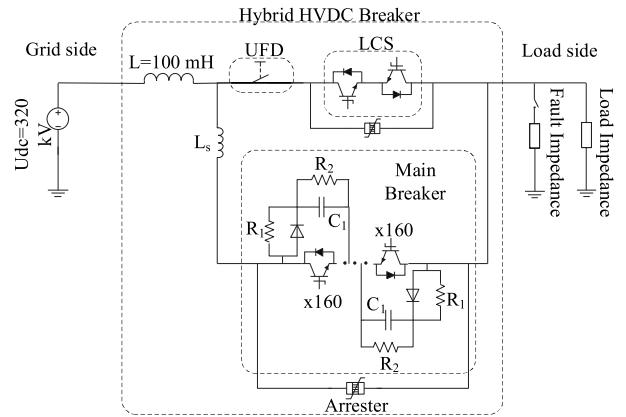 Hybrid HVDC Breaker
Grid side
L=100 mH
UFD
LCS
Load side
Udc=320
kV
Ls
Fault Impedance
Load Impedance
Main
Breaker
R2
C1
R1
x160
x160
C1
R1
R2
Arrester